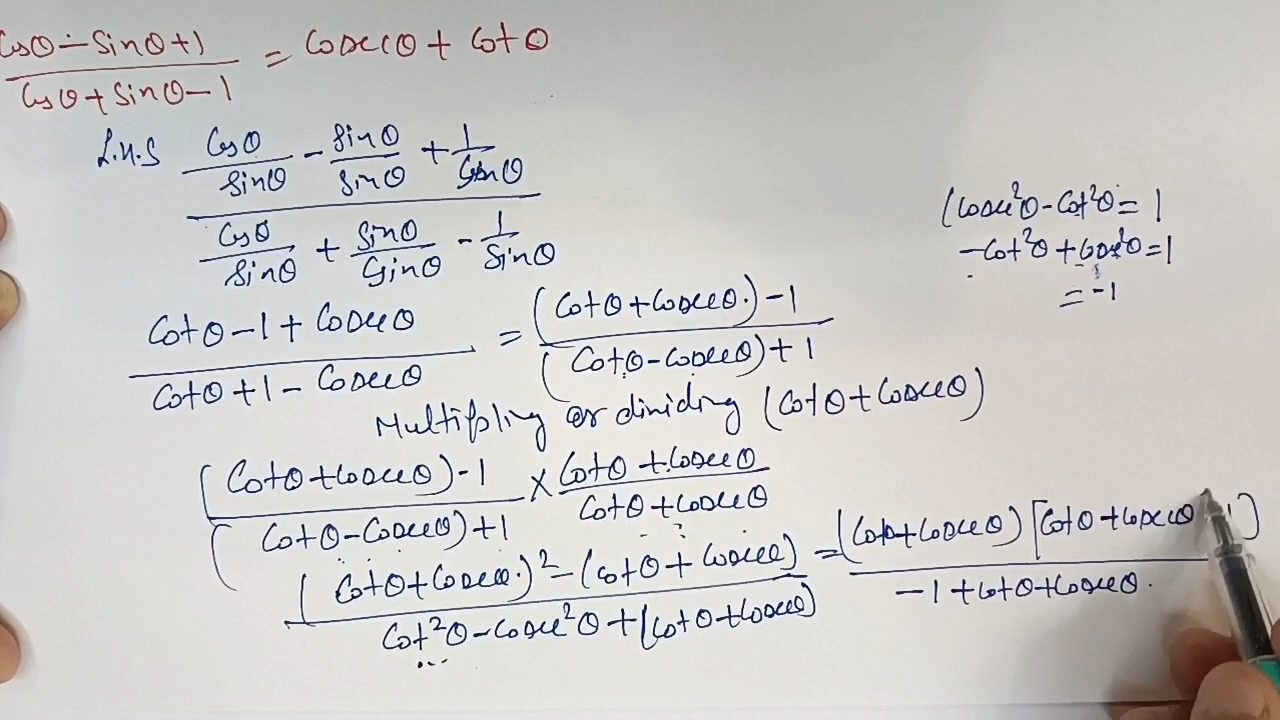 Cosθ - Sinθ + 1 / Cosθ + Sinθ - 1 = Cosecθ + Cotθ
L.H.S Cosθ/Sinθ - Sinθ/Sinθ + 1/Sinθ
Cosθ/Sinθ + Sinθ/Sinθ - 1/Sinθ
Cosec²θ - Cot²θ = 1
-Cot²θ + Cosec²θ = 1
= -1
Cotθ - 1 + Cosecθ / Cotθ + 1 - Cosecθ = (Cotθ + Cosecθ) - 1 / (Cotθ - Cosecθ) + 1
Multipling or dividing (Cotθ + Cosecθ)
(Cotθ + Cosecθ) - 1 / (Cotθ - Cosecθ) + 1 × Cotθ + Cosecθ / Cotθ + Cosecθ
(Cotθ + Cosecθ)² - (Cotθ + Cosecθ) / Cot²θ - Cosec²θ + (Cotθ + Cosecθ) = (Cotθ + Cosecθ) [Cotθ + Cosecθ 1] / -1 + Cotθ + Cosecθ